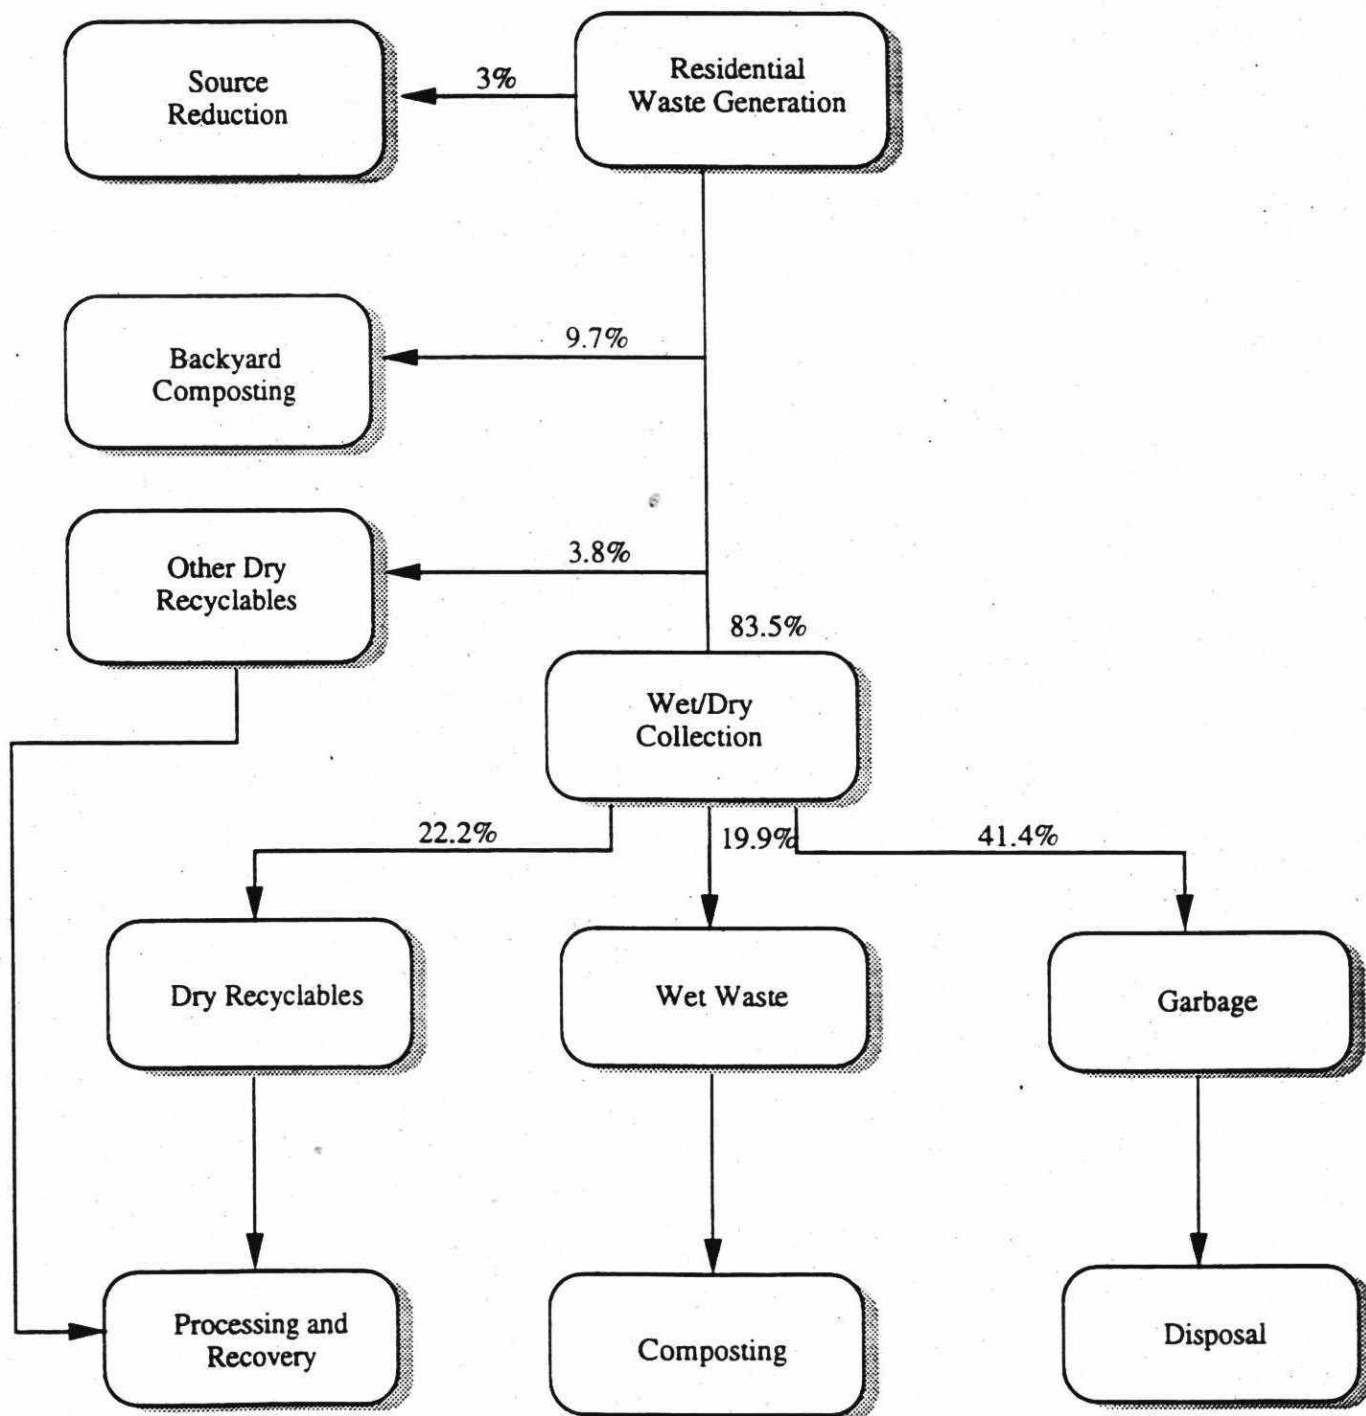 Source
Reduction
3%
Residential
Waste Generation
Backyard
Composting
9.7%
Other Dry
Recyclables
3.8%
83.5%
Wet/Dry
Collection
22.2%
19.9%
41.4%
Dry Recyclables
Wet Waste
Garbage
Processing and
Recovery
Composting
Disposal